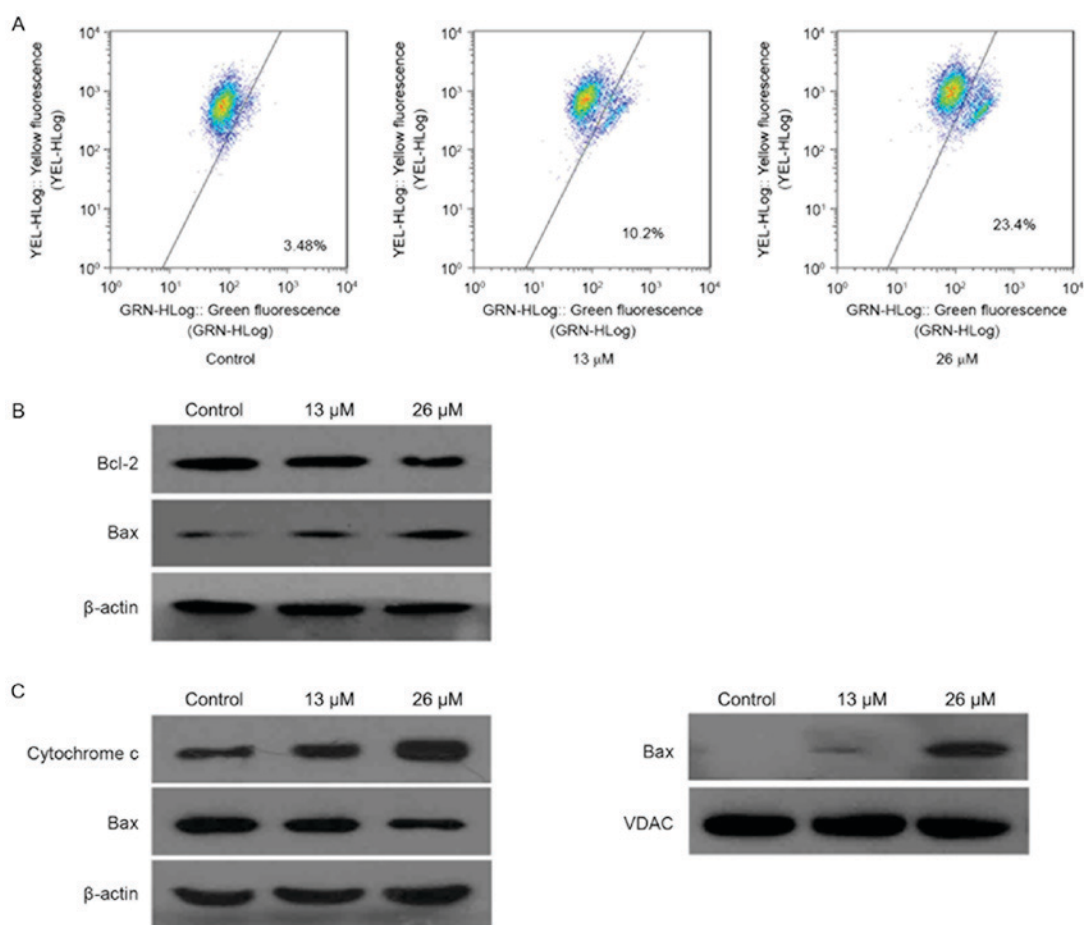 A
10⁴
10³
10²
10¹
10⁰
YEL-HLog:: Yellow fluorescence
(YEL-HLog)
3.48%
10⁰ 10¹ 10² 10³ 10⁴
GRN-HLog:: Green fluorescence
(GRN-HLog)
Control
10⁴
10³
10²
10¹
10⁰
YEL-HLog:: Yellow fluorescence
(YEL-HLog)
10.2%
10⁰ 10¹ 10² 10³ 10⁴
GRN-HLog:: Green fluorescence
(GRN-HLog)
13 μM
10⁴
10³
10²
10¹
10⁰
YEL-HLog:: Yellow fluorescence
(YEL-HLog)
23.4%
10⁰ 10¹ 10² 10³ 10⁴
GRN-HLog:: Green fluorescence
(GRN-HLog)
26 μM
B
Control 13 μM 26 μM
Bcl-2
Bax
β-actin
C
Control 13 μM 26 μM
Cytochrome c
Bax
β-actin
Control 13 μM 26 μM
Bax
VDAC